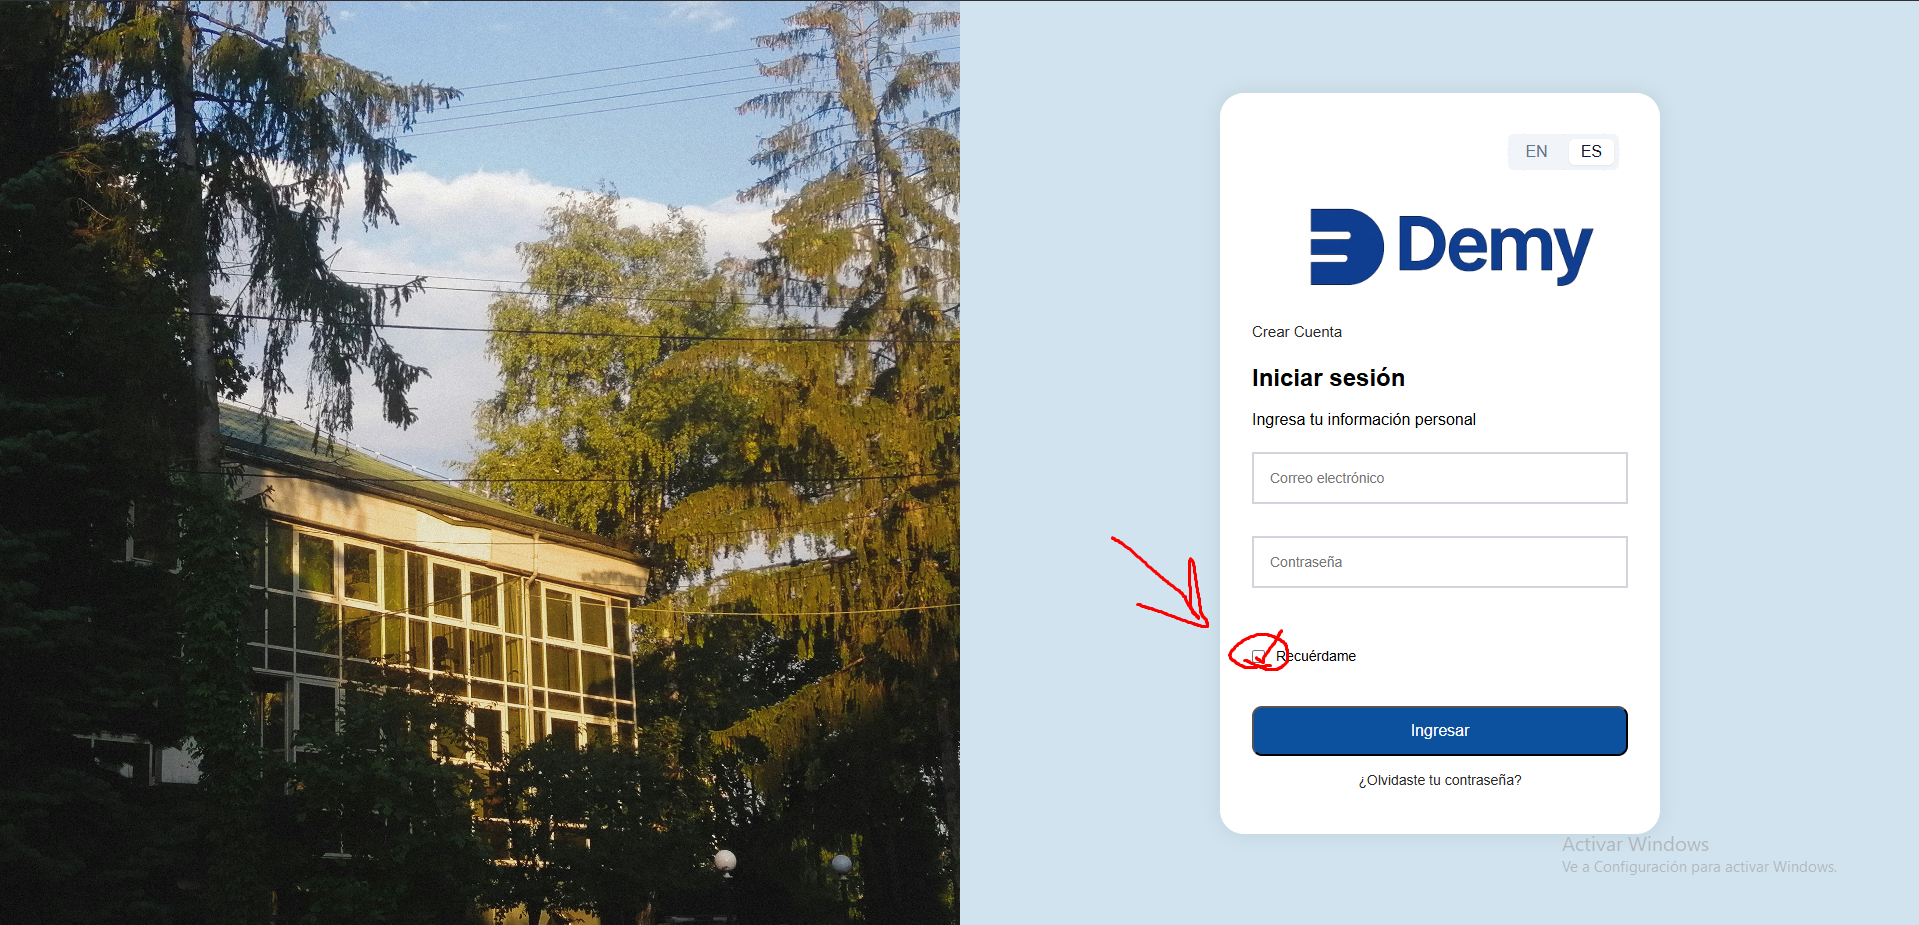 EN ES
Demy
Crear Cuenta
Iniciar sesión
Ingresa tu información personal
Correo electrónico
Contraseña
Recuérdame
Ingresar
¿Olvidaste tu contraseña?
Activar Windows
Ve a Configuración para activar Windows.